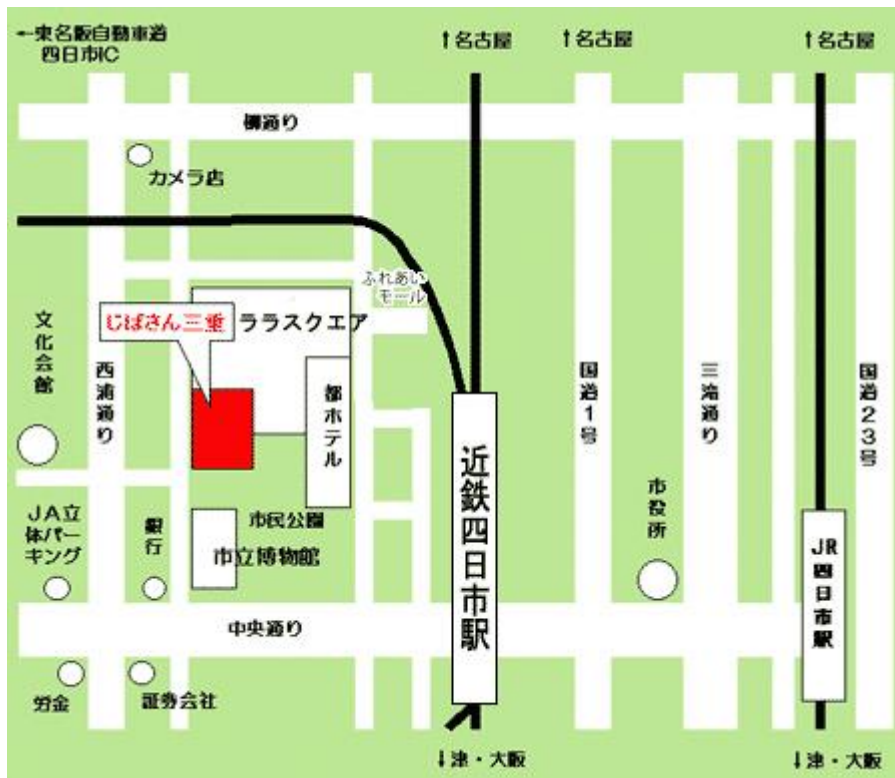 ←東名阪自動車道
四日市IC
↑名古屋
↑名古屋
↑名古屋
柳通り
カメラ店
ふれあい
モール
じばさん三重
ララスクエア
文化会館
西浦通り
都ホテル
国道1号
三滝通り
国道23号
近鉄四日市駅
市役所
JA立
体パー
キング
銀行
市民公園
市立博物館
JR四日市駅
中央通り
労金
証券会社
↓津・大阪
↓津・大阪